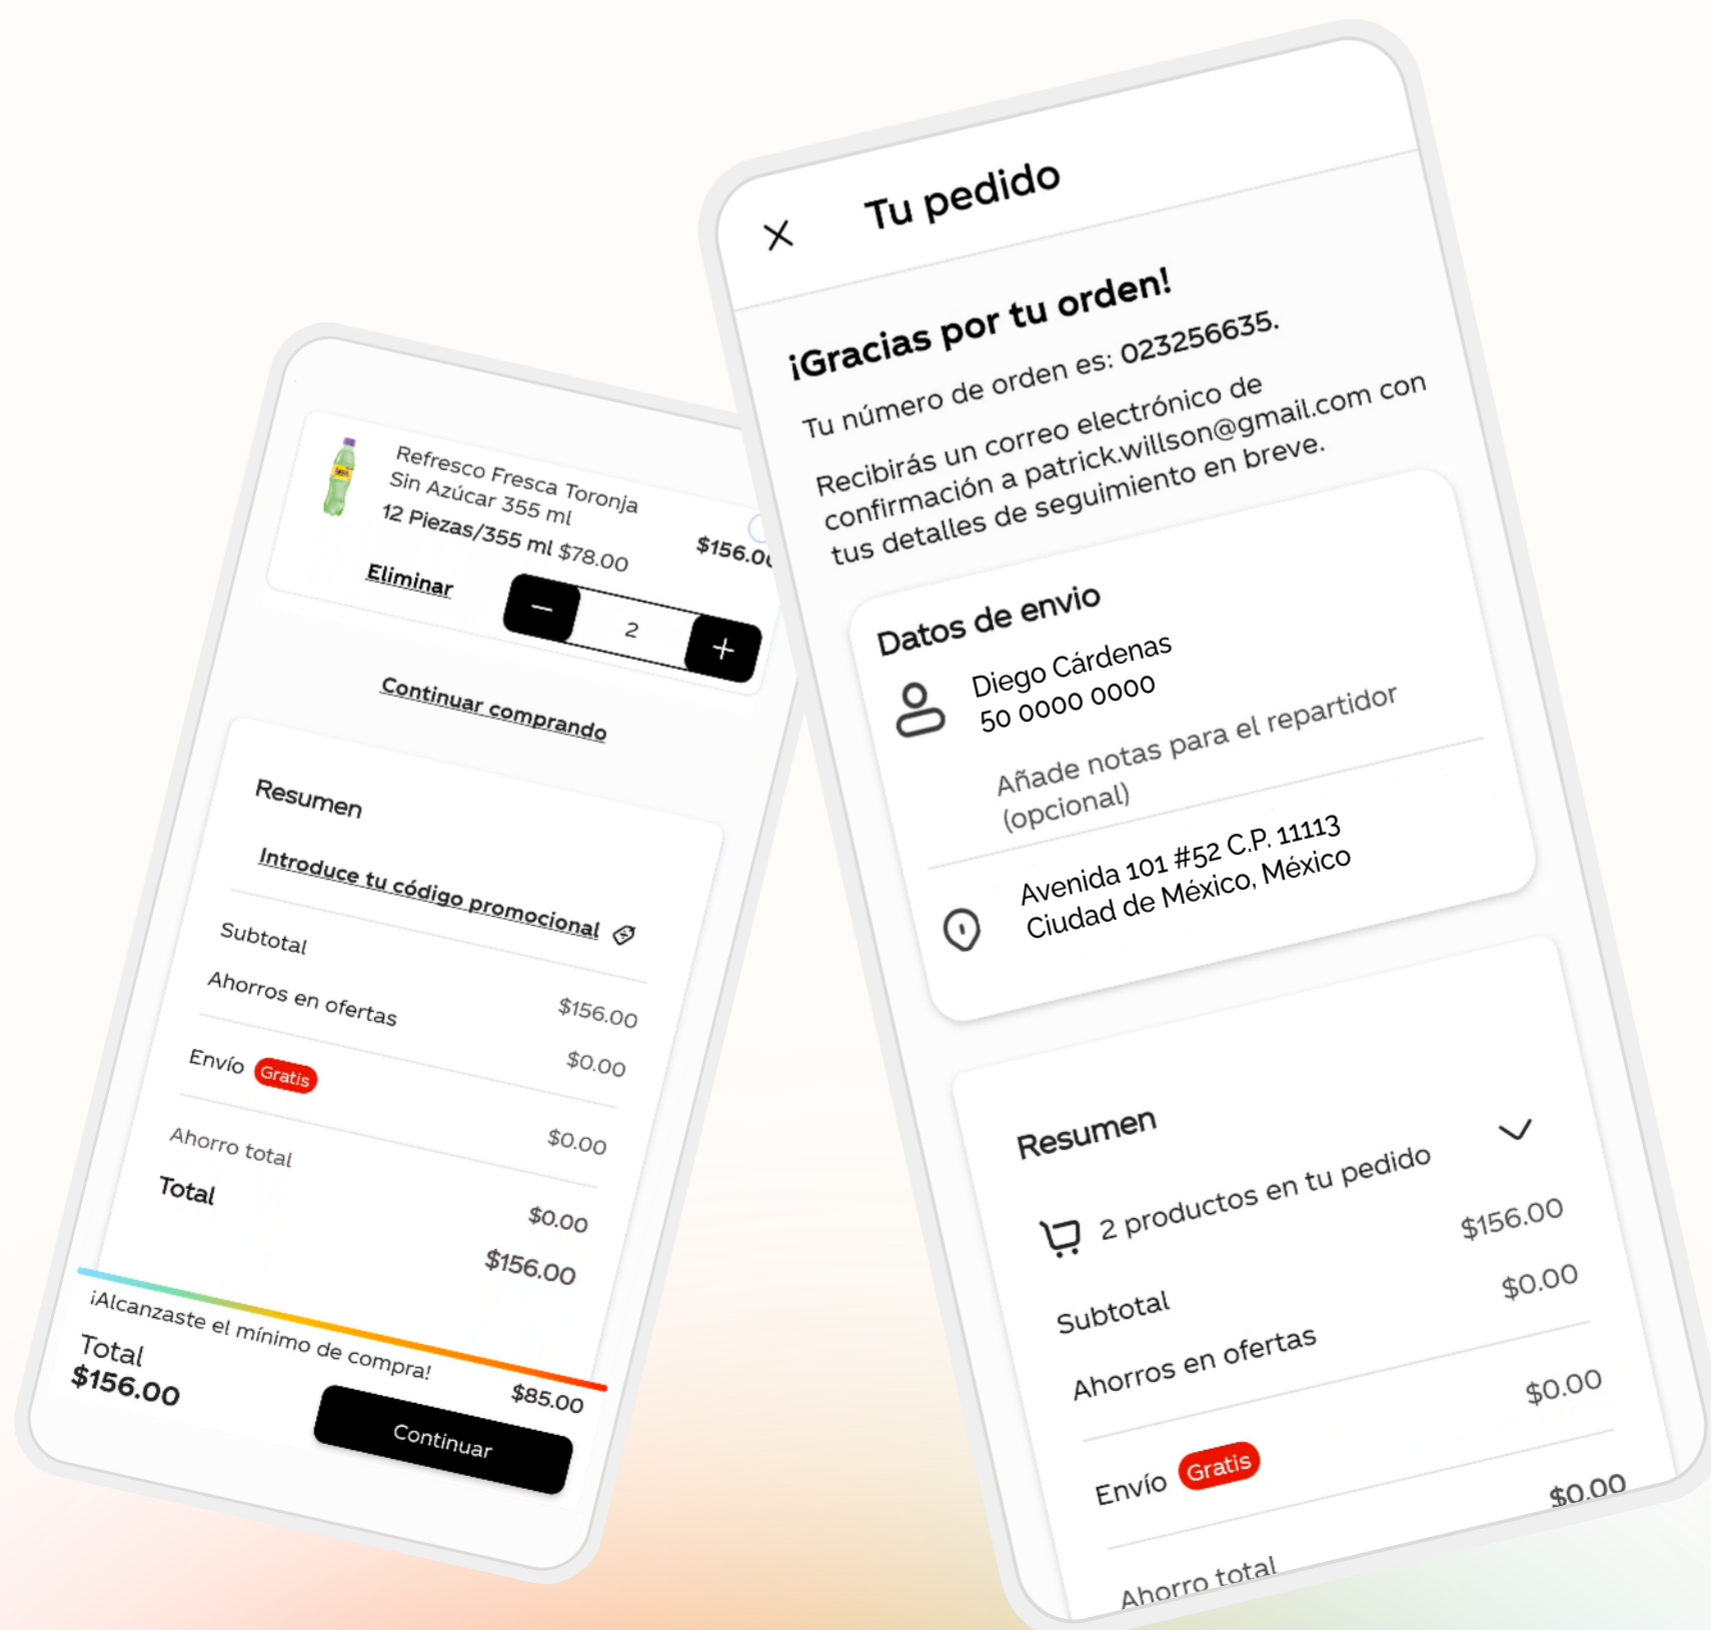 Refresco Fresca Toronja
Sin Azúcar 355 ml
12 Piezas/355 ml $78.00
$156.00
Eliminar
2
Continuar comprando
Resumen
Introduce tu código promocional
Subtotal
$156.00
Ahorros en ofertas
$0.00
Envío Gratis
$0.00
Ahorro total
$0.00
Total
$156.00
¡Alcanzaste el mínimo de compra!
$85.00
Total
$156.00
Continuar
Tu pedido
¡Gracias por tu orden!
Tu número de orden es: 023256635.
Recibirás un correo electrónico de
confirmación a patrick.willson@gmail.com con
tus detalles de seguimiento en breve.
Datos de envio
Diego Cárdenas
50 0000 0000
Añade notas para el repartidor
(opcional)
Avenida 101 #52 C.P. 11113
Ciudad de México, México
Resumen
2 productos en tu pedido
Subtotal
$156.00
Ahorros en ofertas
$0.00
Envío Gratis
$0.00
Ahorro total
$0.00